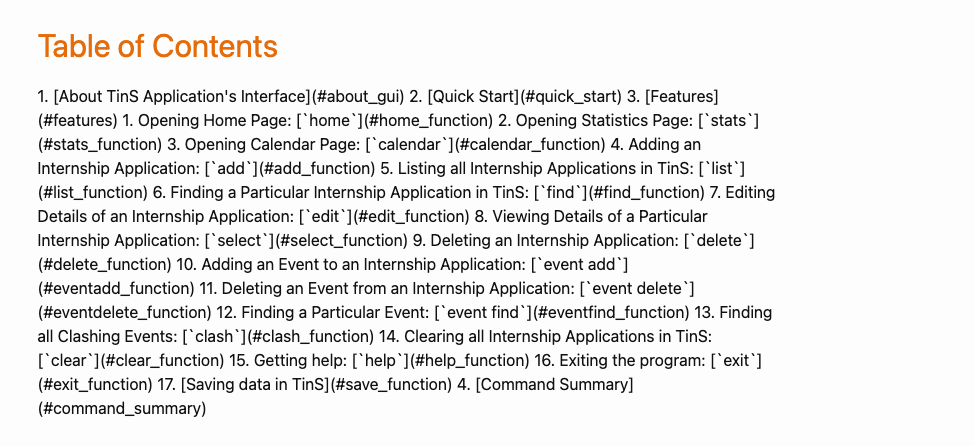 Table of Contents
1. [About TinS Application's Interface](#about_gui) 2. [Quick Start](#quick_start) 3. [Features]
(#features) 1. Opening Home Page: [`home`](#home_function) 2. Opening Statistics Page: [`stats`]
(#stats_function) 3. Opening Calendar Page: [`calendar`](#calendar_function) 4. Adding an
Internship Application: [`add`](#add_function) 5. Listing all Internship Applications in TinS: [`list`]
(#list_function) 6. Finding a Particular Internship Application in TinS: [`find`](#find_function) 7. Editing
Details of an Internship Application: [`edit`](#edit_function) 8. Viewing Details of a Particular
Internship Application: [`select`](#select_function) 9. Deleting an Internship Application: [`delete`]
(#delete_function) 10. Adding an Event to an Internship Application: [`event add`]
(#eventadd_function) 11. Deleting an Event from an Internship Application: [`event delete`]
(#eventdelete_function) 12. Finding a Particular Event: [`event find`](#eventfind_function) 13. Finding
all Clashing Events: [`clash`](#clash_function) 14. Clearing all Internship Applications in TinS:
[`clear`](#clear_function) 15. Getting help: [`help`](#help_function) 16. Exiting the program: [`exit`]
(#exit_function) 17. [Saving data in TinS](#save_function) 4. [Command Summary]
(#command_summary)